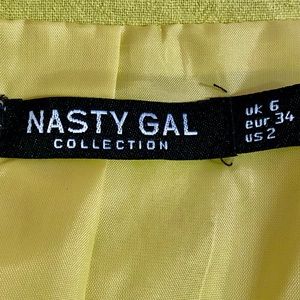 NASTY GAL
COLLECTION
uk 6
eur 34
us 2